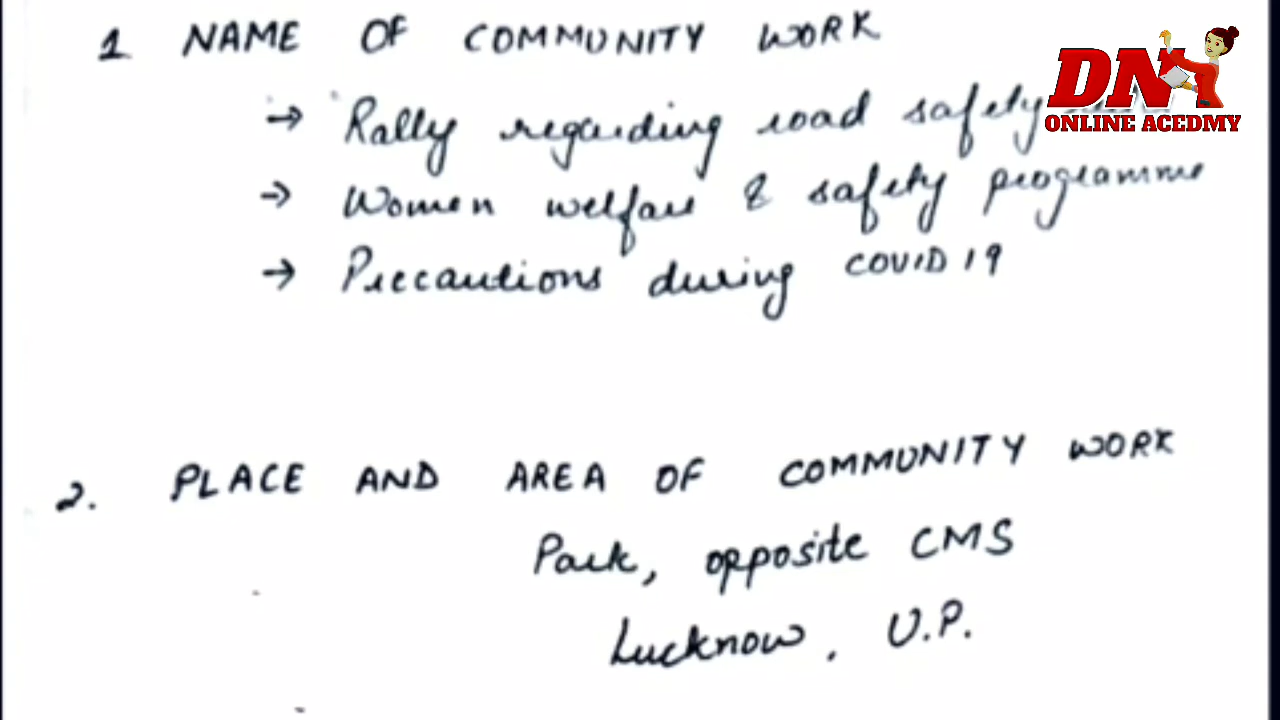 1 NAME OF COMMUNITY WORK
→ Rally regarding road safety
→ Women welfare & safety programme
→ Precautions during COVID 19
2. PLACE AND AREA OF COMMUNITY WORK
Park, opposite CMS
Lucknow, U.P.
DN
ONLINE ACEDMY